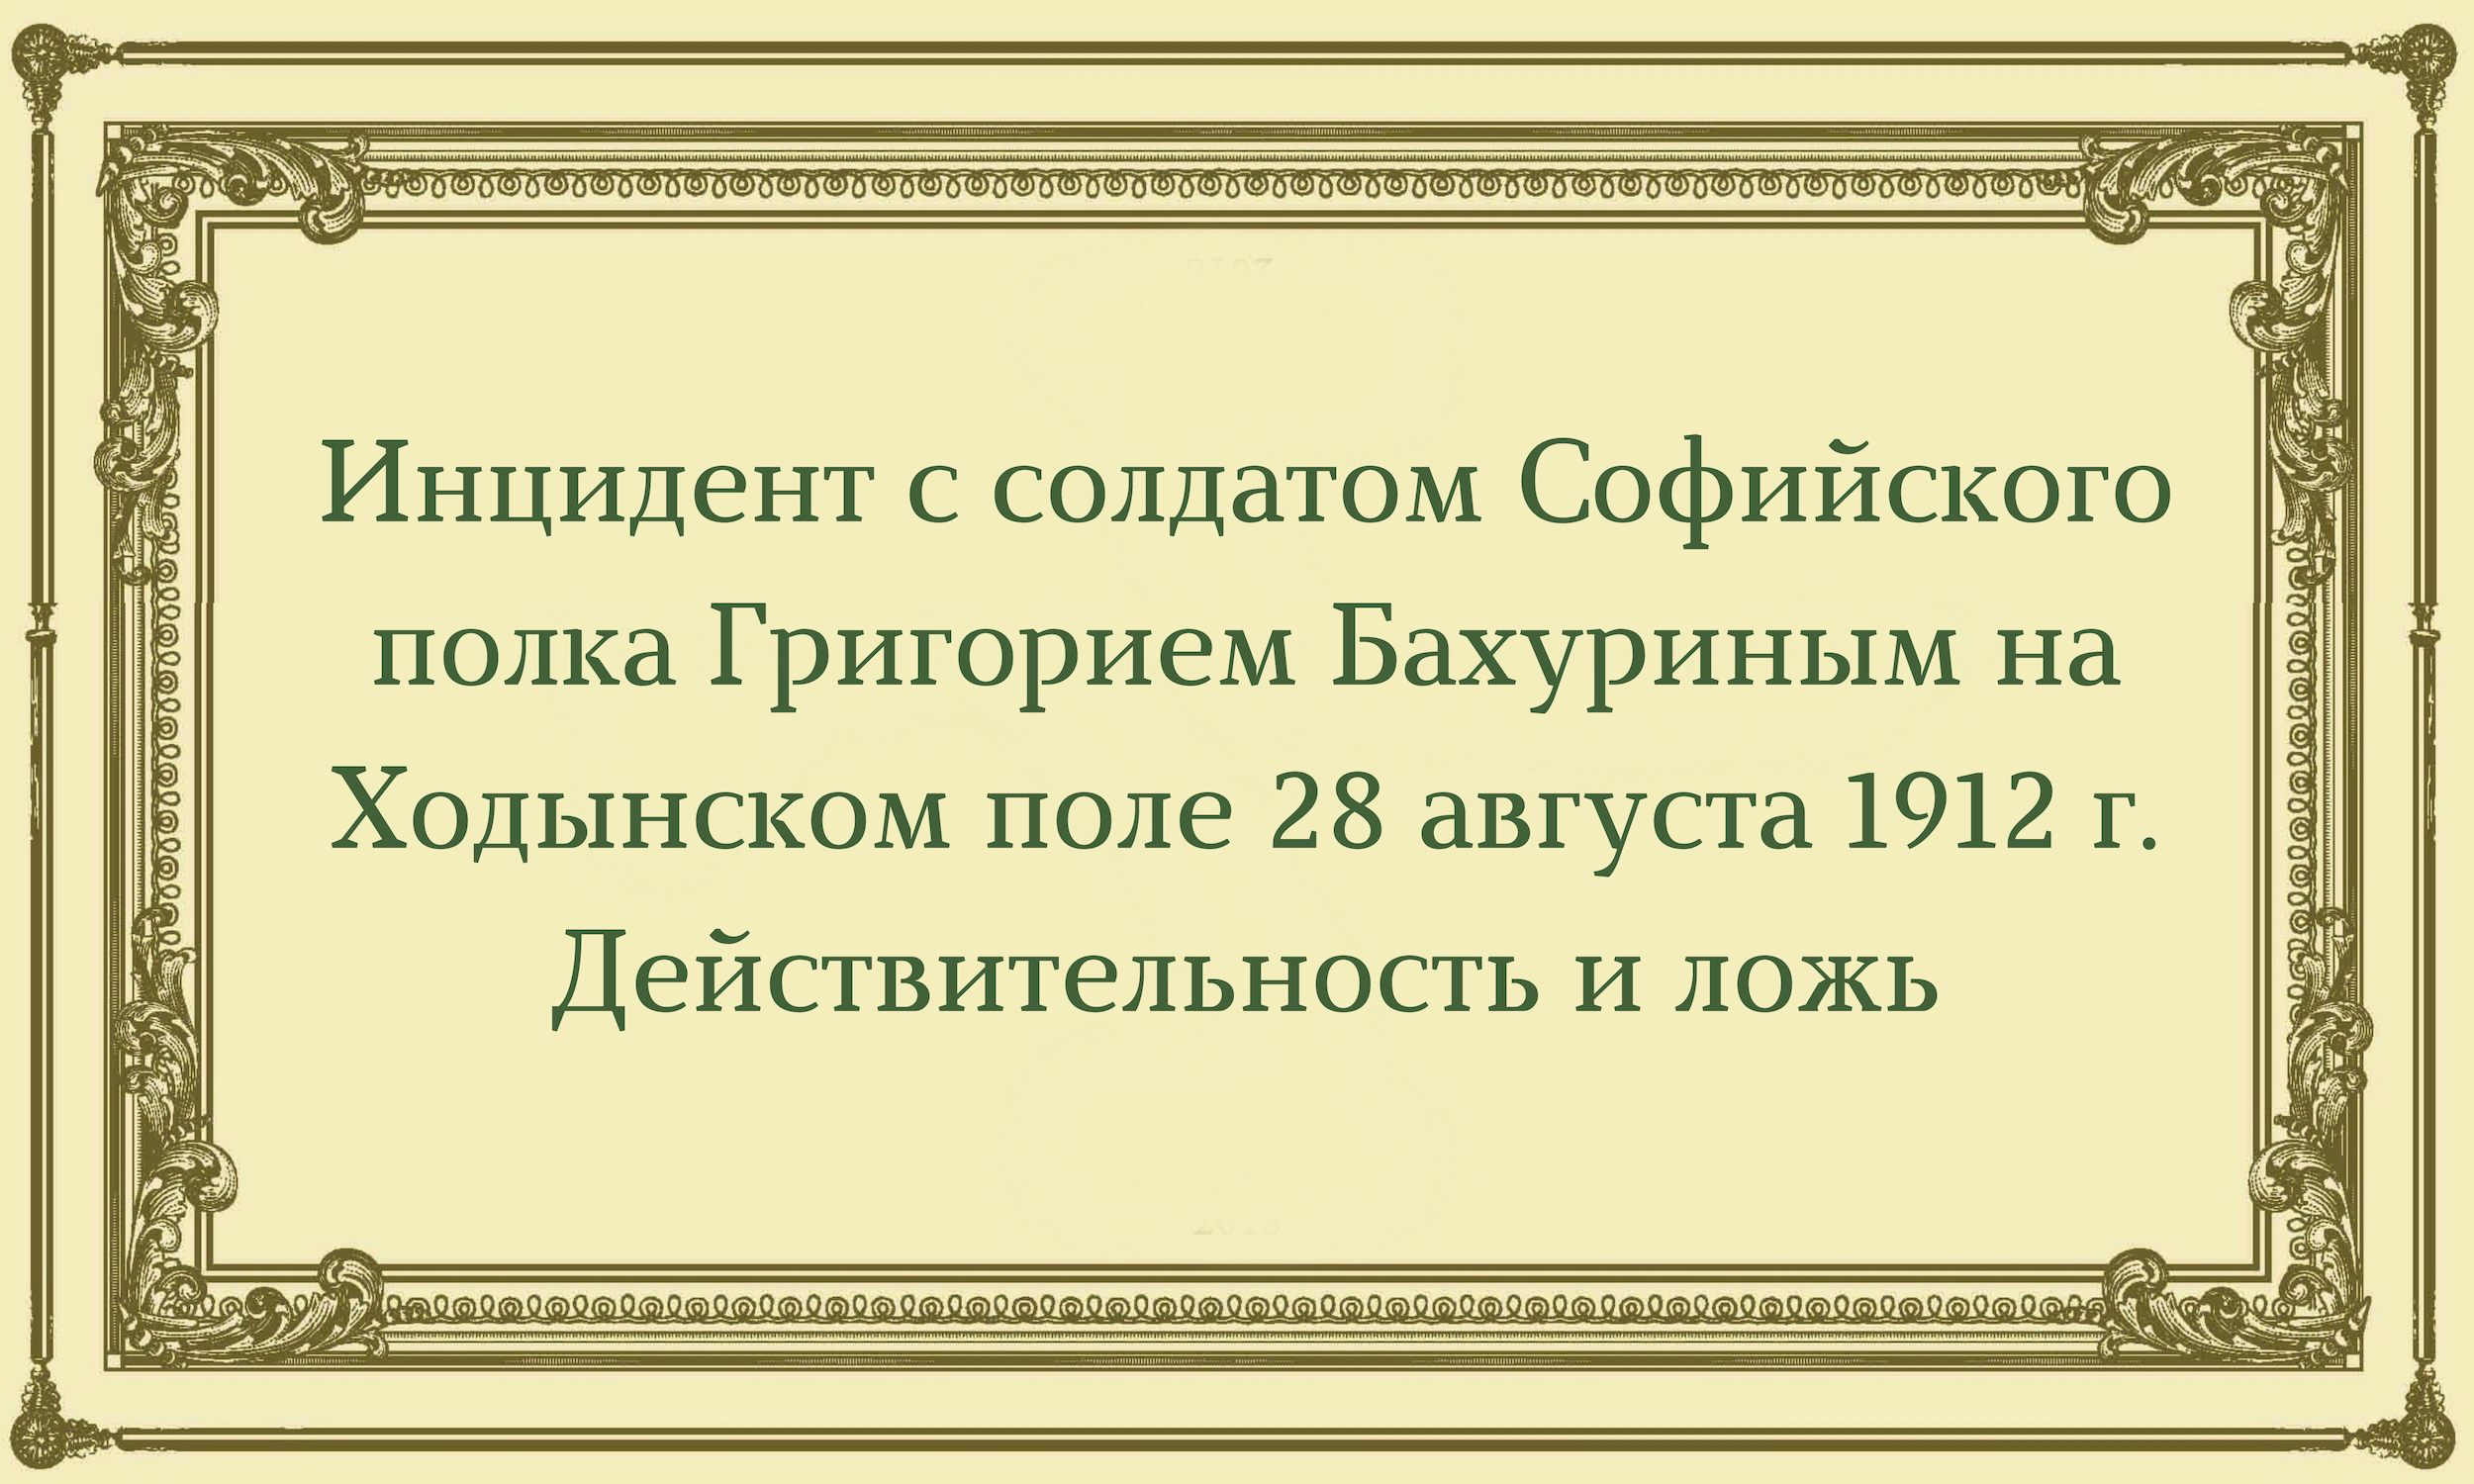 Инцидент с солдатом Софийского
полка Григорием Бахуриным на
Ходынском поле 28 августа 1912 г.
Действительность и ложь